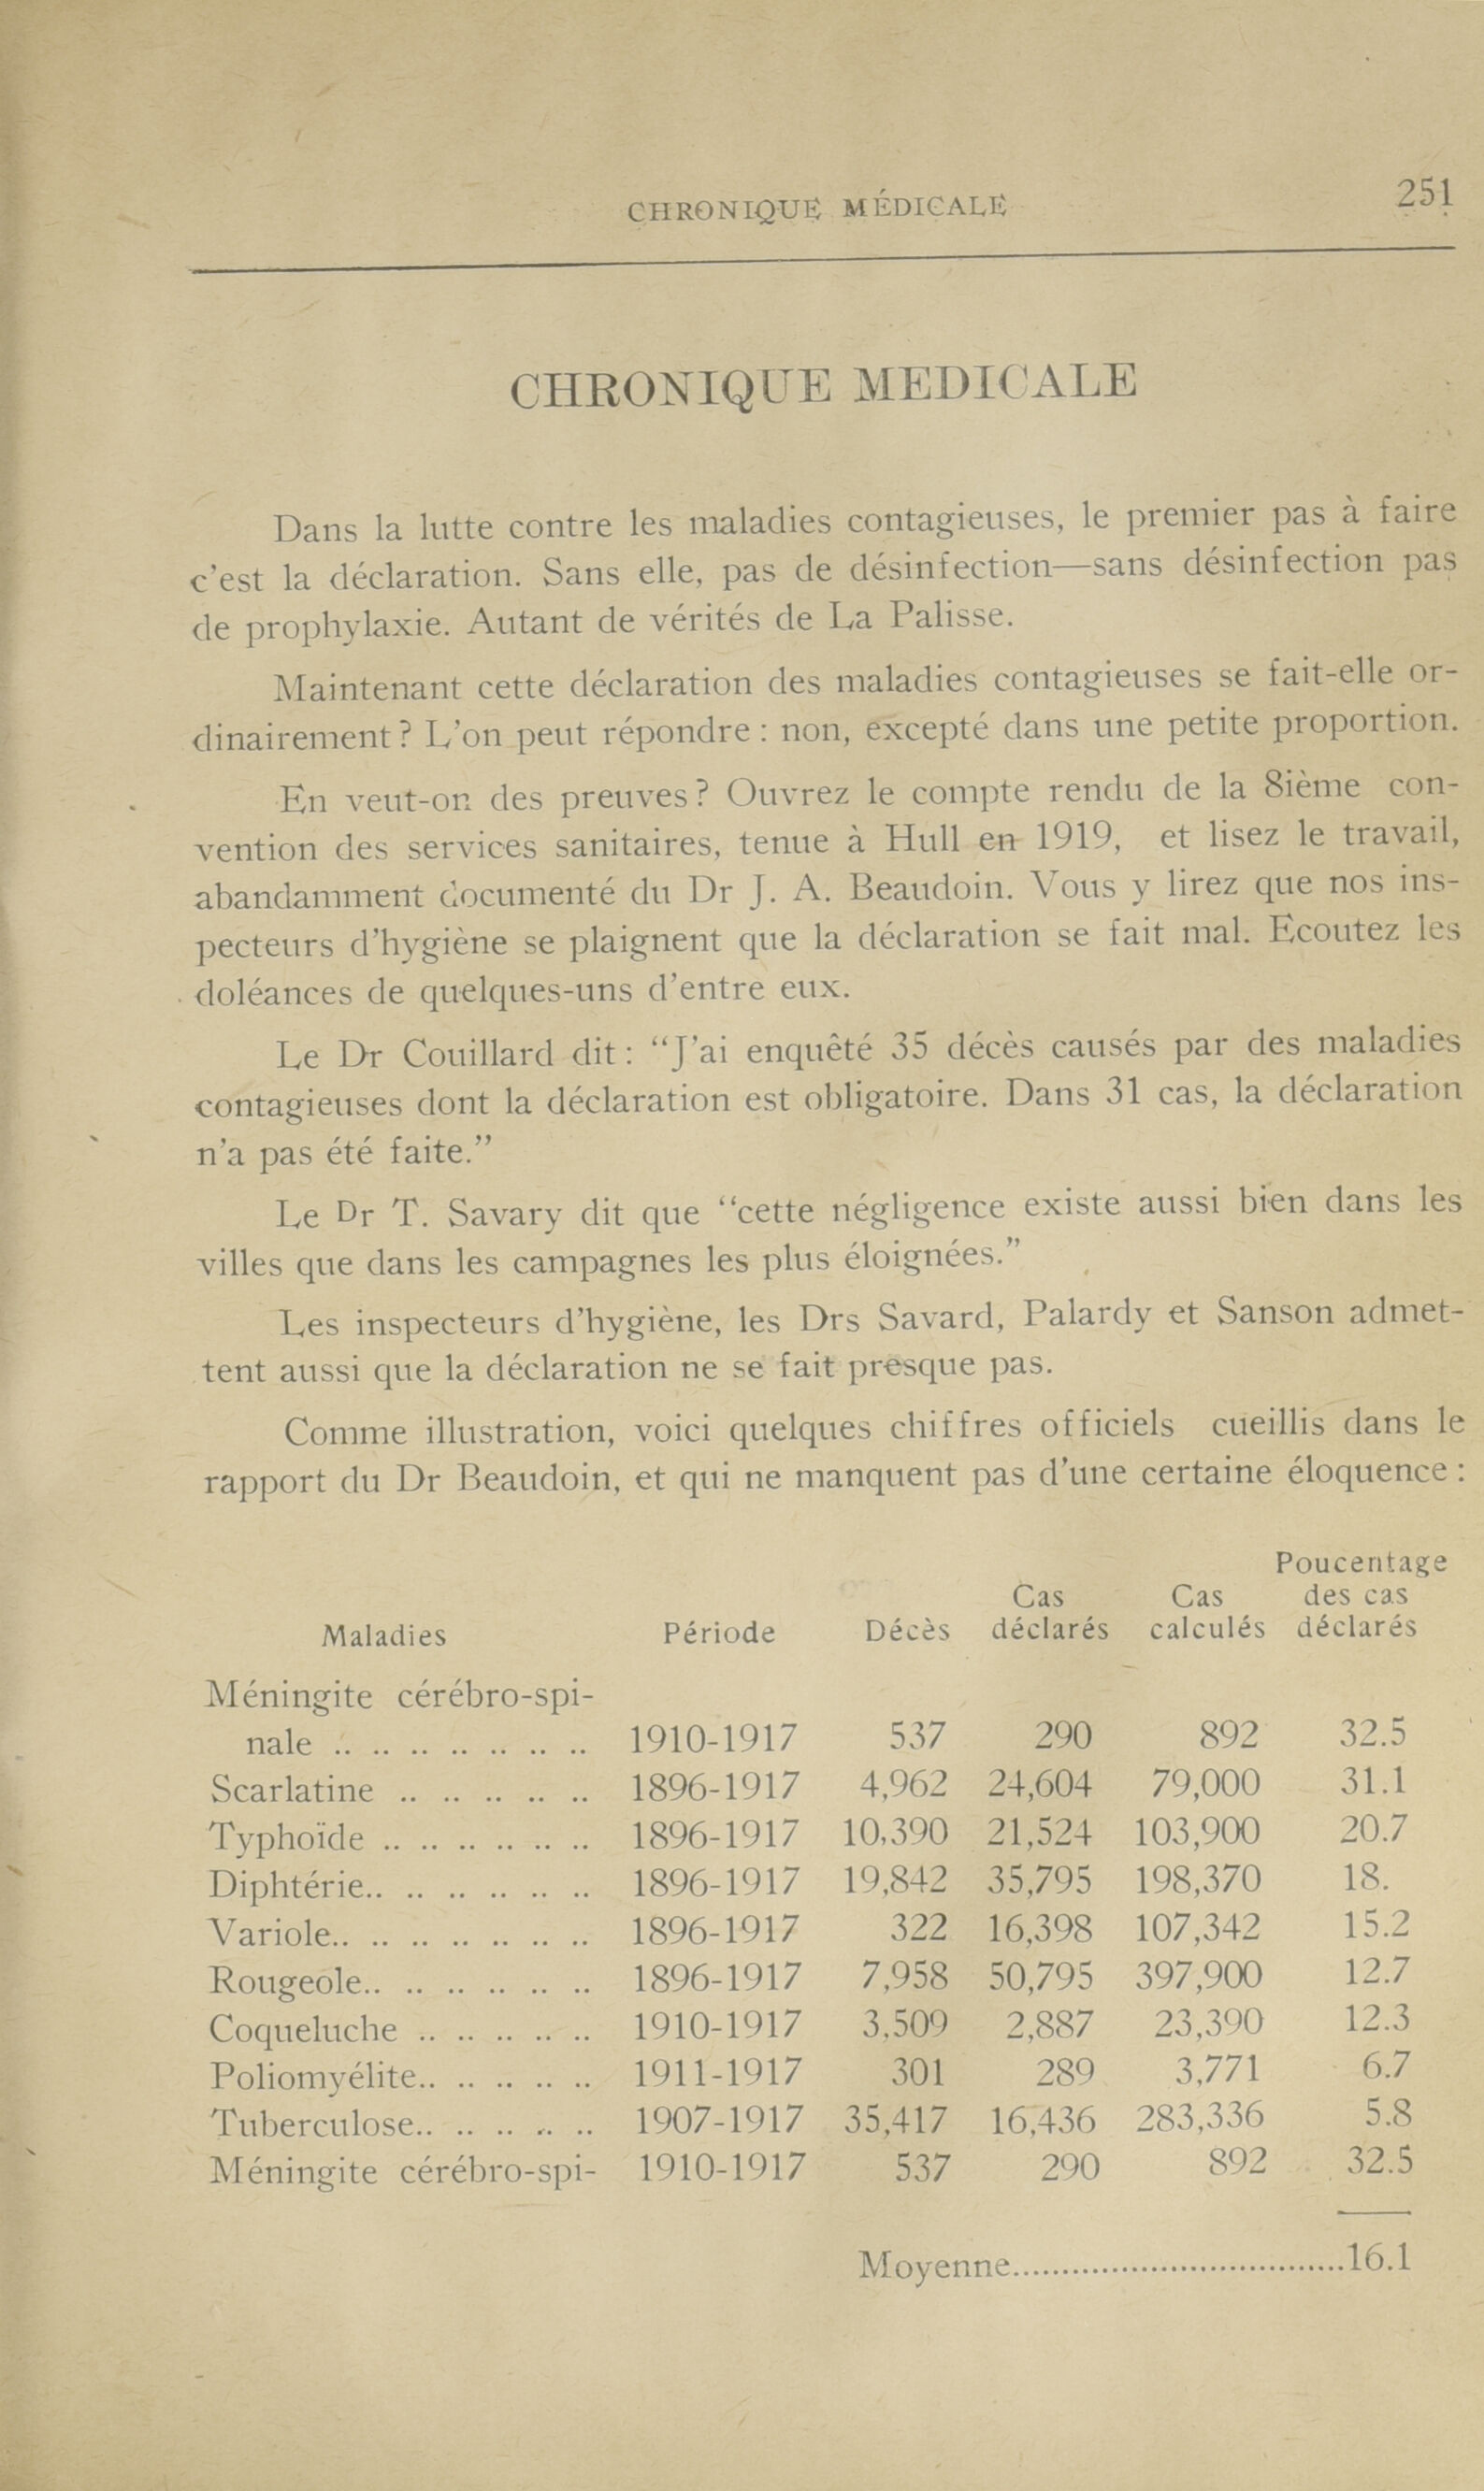 CHRONIQUE MÉDICALE 251
CHRONIQUE MEDICALE
Dans la lutte contre les maladies contagieuses, le premier pas à faire
c'est la déclaration. Sans elle, pas de désinfection—sans désinfection pas
de prophylaxie. Autant de vérités de La Palisse.
Maintenant cette déclaration des maladies contagieuses se fait-elle or-
dinairement? L'on peut répondre: non, excepté dans une petite proportion.
En veut-on des preuves? Ouvrez le compte rendu de la 8ième con-
vention des services sanitaires, tenue à Hull en 1919, et lisez le travail,
abandamment documenté du Dr J. A. Beaudoin. Vous y lirez que nos ins-
pecteurs d'hygiène se plaignent que la déclaration se fait mal. Ecoutez les
doléances de quelques-uns d'entre eux.
Le Dr Couillard dit: "J'ai enquêté 35 décès causés par des maladies
contagieuses dont la déclaration est obligatoire. Dans 31 cas, la déclaration
n'a pas été faite."
Le Dr T. Savary dit que "cette négligence existe aussi bien dans les
villes que dans les campagnes les plus éloignées."
Les inspecteurs d'hygiène, les Drs Savard, Palardy et Sanson admet-
tent aussi que la déclaration ne se fait presque pas.
Comme illustration, voici quelques chiffres officiels cueillis dans le
rapport du Dr Beaudoin, et qui ne manquent pas d'une certaine éloquence:
Poucentage
Cas Cas des cas
Maladies Période Décès déclarés calculés déclarés
Méningite cérébro-spi-
nale .. .. .. .. .. .. .. 1910-1917 537 290 892 32.5
Scarlatine .. .. .. .. .. 1896-1917 4,962 24,604 79,000 31.1
Typhoïde .. .. .. .. .. .. 1896-1917 10,390 21,524 103,900 20.7
Diphtérie.. .. .. .. .. .. 1896-1917 19,842 35,795 198,370 18.
Variole.. .. .. .. .. .. .. 1896-1917 322 16,398 107,342 15.2
Rougeole.. .. .. .. .. .. 1896-1917 7,958 50,795 397,900 12.7
Coqueluche .. .. .. .. .. 1910-1917 3,509 2,887 23,390 12.3
Poliomyélite.. .. .. .. .. 1911-1917 301 289 3,771 6.7
Tuberculose.. .. .. .. .. 1907-1917 35,417 16,436 283,336 5.8
Méningite cérébro-spi- 1910-1917 537 290 892 32.5
Moyenne.....................................16.1